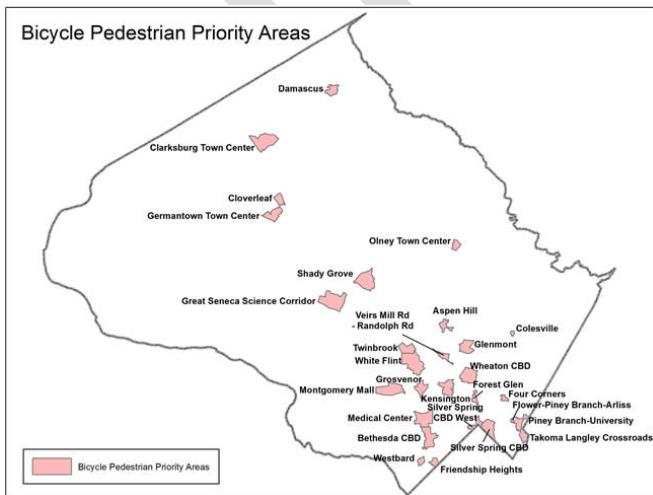 Bicycle Pedestrian Priority Areas
Damascus
Clarksburg Town Center
Cloverleaf
Germantown Town Center
Olney Town Center
Shady Grove
Great Seneca Science Corridor
Aspen Hill
Veirs Mill Rd
- Randolph Rd
Colesville
Glenmont
Twinbrook
White Flint
Wheaton CBD
Grosvenor
Montgomery Mall
Forest Glen
Kensington
Four Corners
Silver Spring
CBD West
Flower-Piney Branch-Arliss
Medical Center
Piney Branch-University
Bethesda CBD
Takoma Langley Crossroads
Silver Spring CBD
Westbard
Friendship Heights
Bicycle Pedestrian Priority Areas